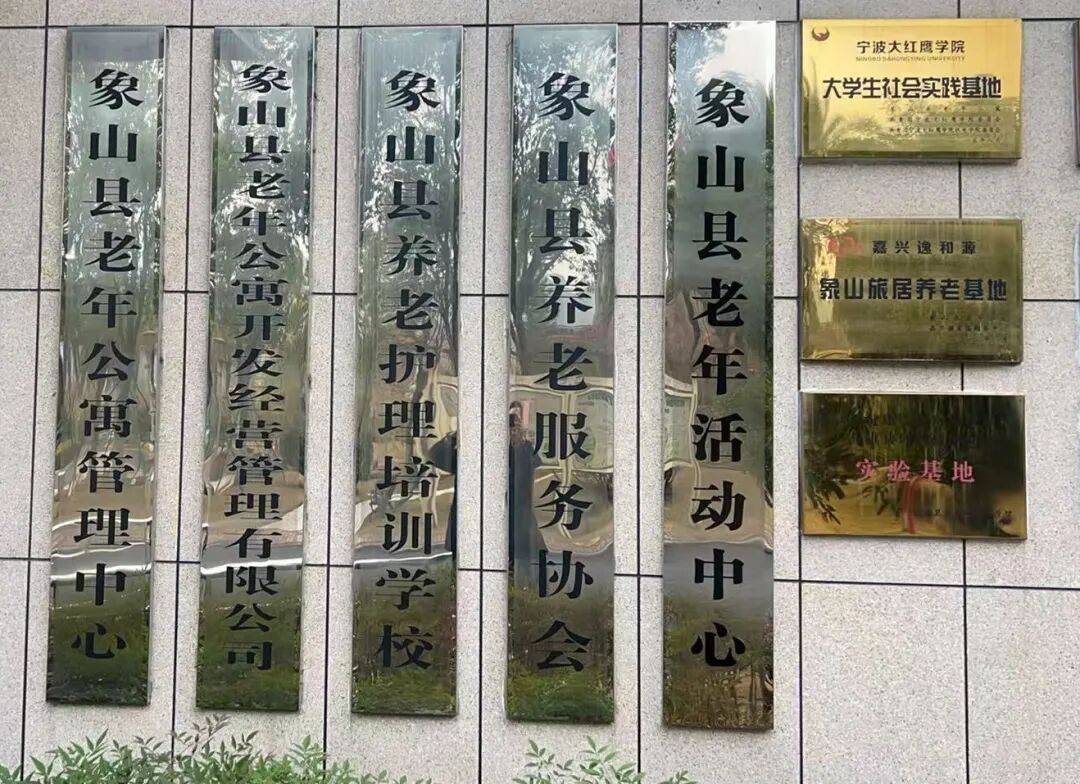 象山县老年公寓管理中心
象山县老年公寓开发经营管理有限公司
象山县养老护理培训学校
象山县养老服务协会
象山县老年活动中心
宁波大红鹰学院
NINGBO DAHONGYING UNIVERSITY
大学生社会实践基地
嘉兴逸和源
象山旅居养老基地
实验基地